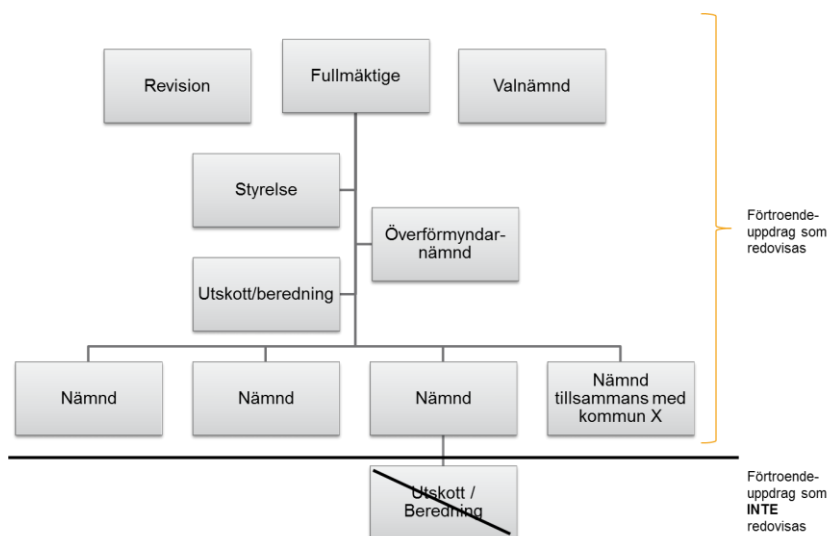 Revision
Fullmäktige
Valnämnd
Styrelse
Överförmyndar-
nämnd
Utskott/beredning
Förtroende-
uppdrag som
redovisas
Nämnd
Nämnd
Nämnd
Nämnd
tillsammans med
kommun X
Utskott /
Beredning
Förtroende-
uppdrag som
INTE
redovisas